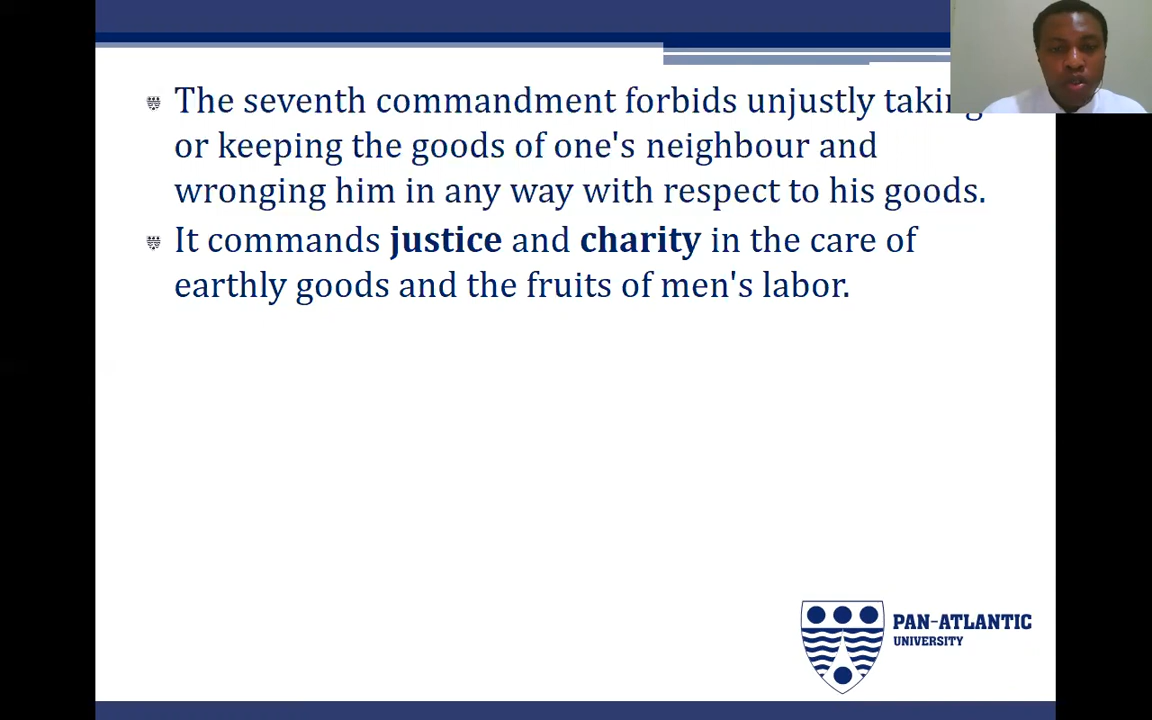 The seventh commandment forbids unjustly taking
or keeping the goods of one's neighbour and
wronging him in any way with respect to his goods.
It commands justice and charity in the care of
earthly goods and the fruits of men's labor.
PAN-ATLANTIC
UNIVERSITY